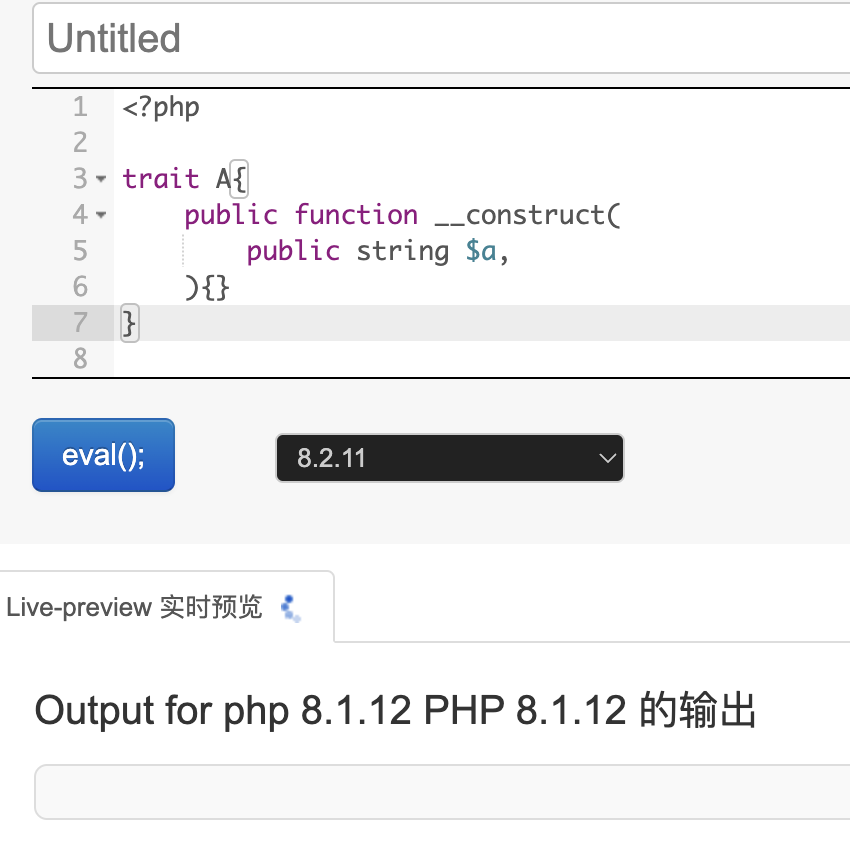 Untitled
1 <?php
2
3 trait A{
4     public function __construct(
5         public string $a,
6     ){}
7 }
8
eval();
8.2.11
Live-preview 实时预览
Output for php 8.1.12 PHP 8.1.12 的输出